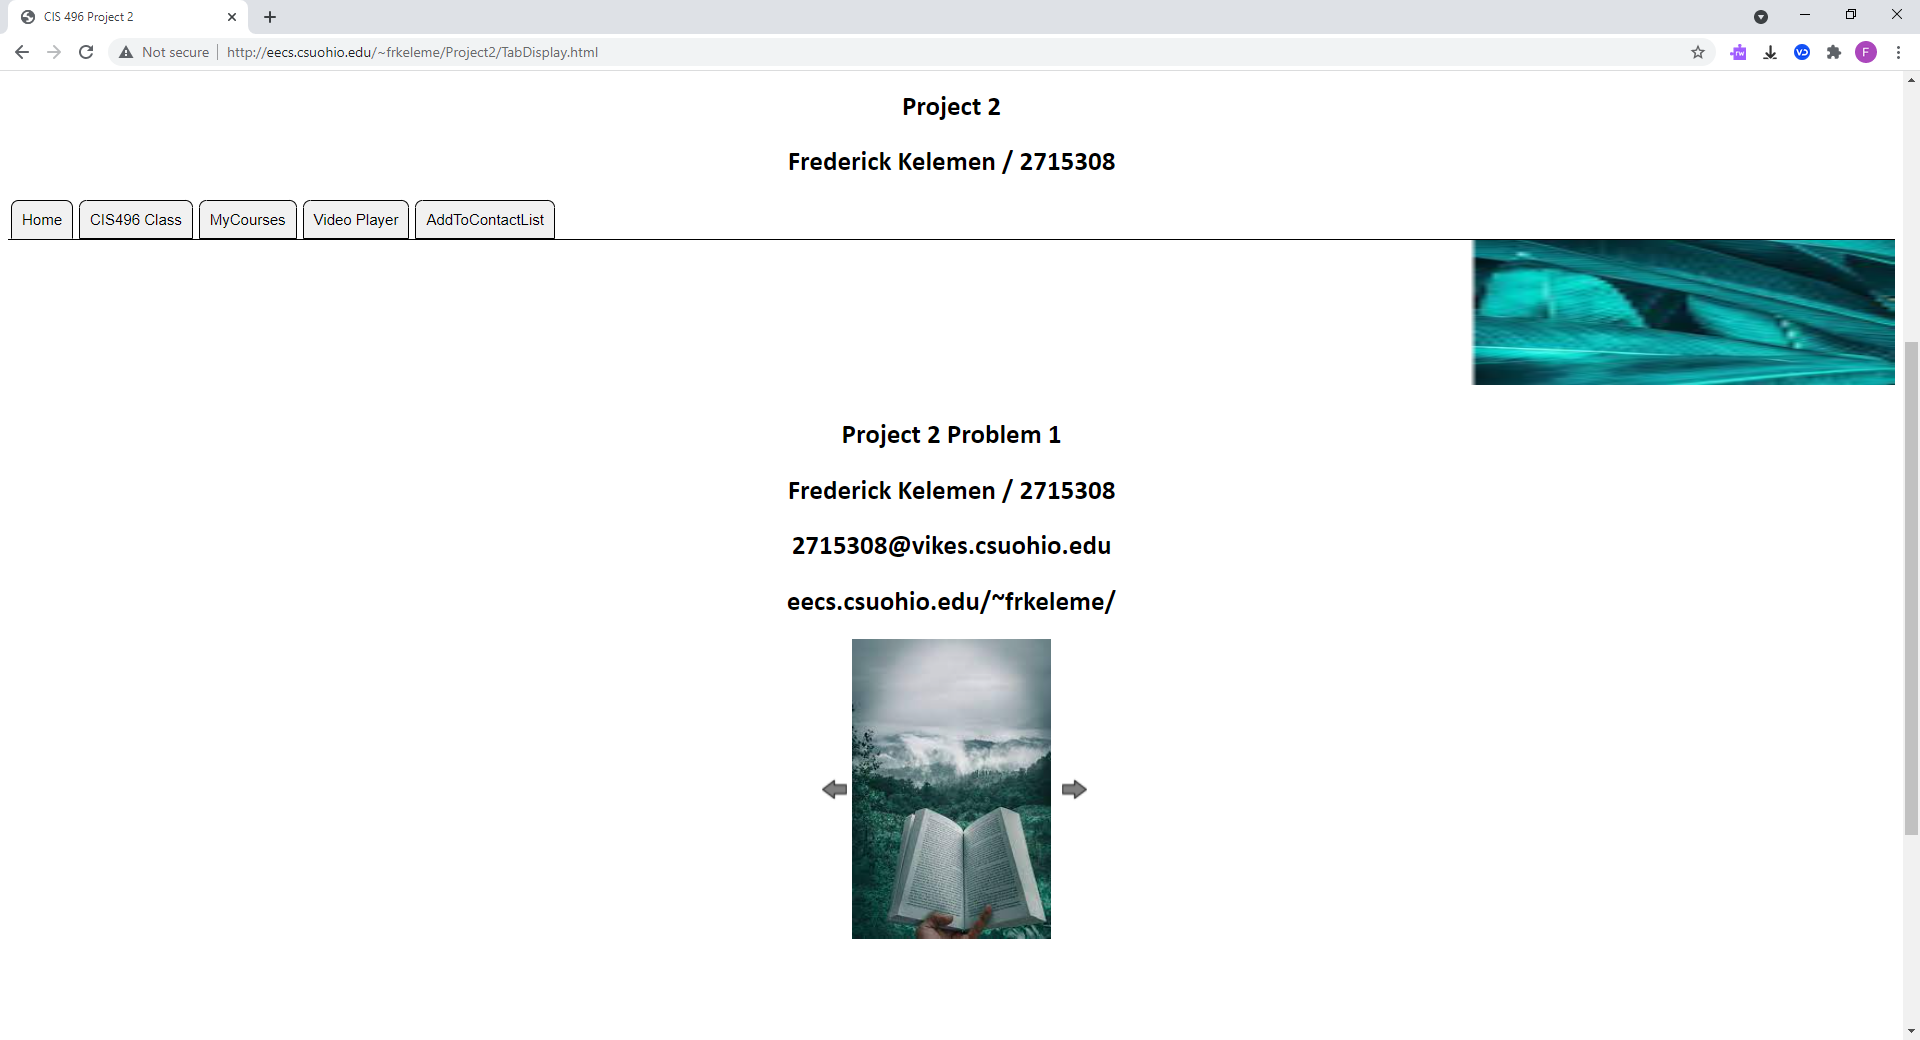 CIS 496 Project 2
Not secure
http://eecs.csuohio.edu/~frkeleme/Project2/TabDisplay.html
rw
VD
F
Project 2
Frederick Kelemen / 2715308
Home
CIS496 Class
MyCourses
Video Player
AddToContactList
Project 2 Problem 1
Frederick Kelemen / 2715308
2715308@vikes.csuohio.edu
eecs.csuohio.edu/~frkeleme/